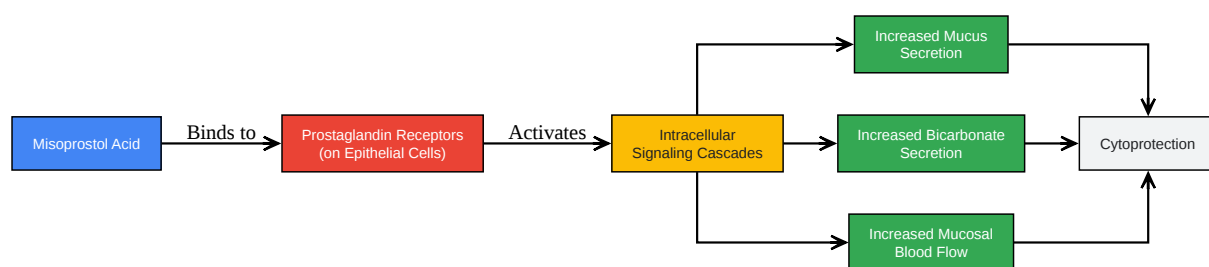 Misoprostol Acid
Binds to
Prostaglandin Receptors
(on Epithelial Cells)
Activates
Intracellular
Signaling Cascades
Increased Mucus
Secretion
Increased Bicarbonate
Secretion
Increased Mucosal
Blood Flow
Cytoprotection